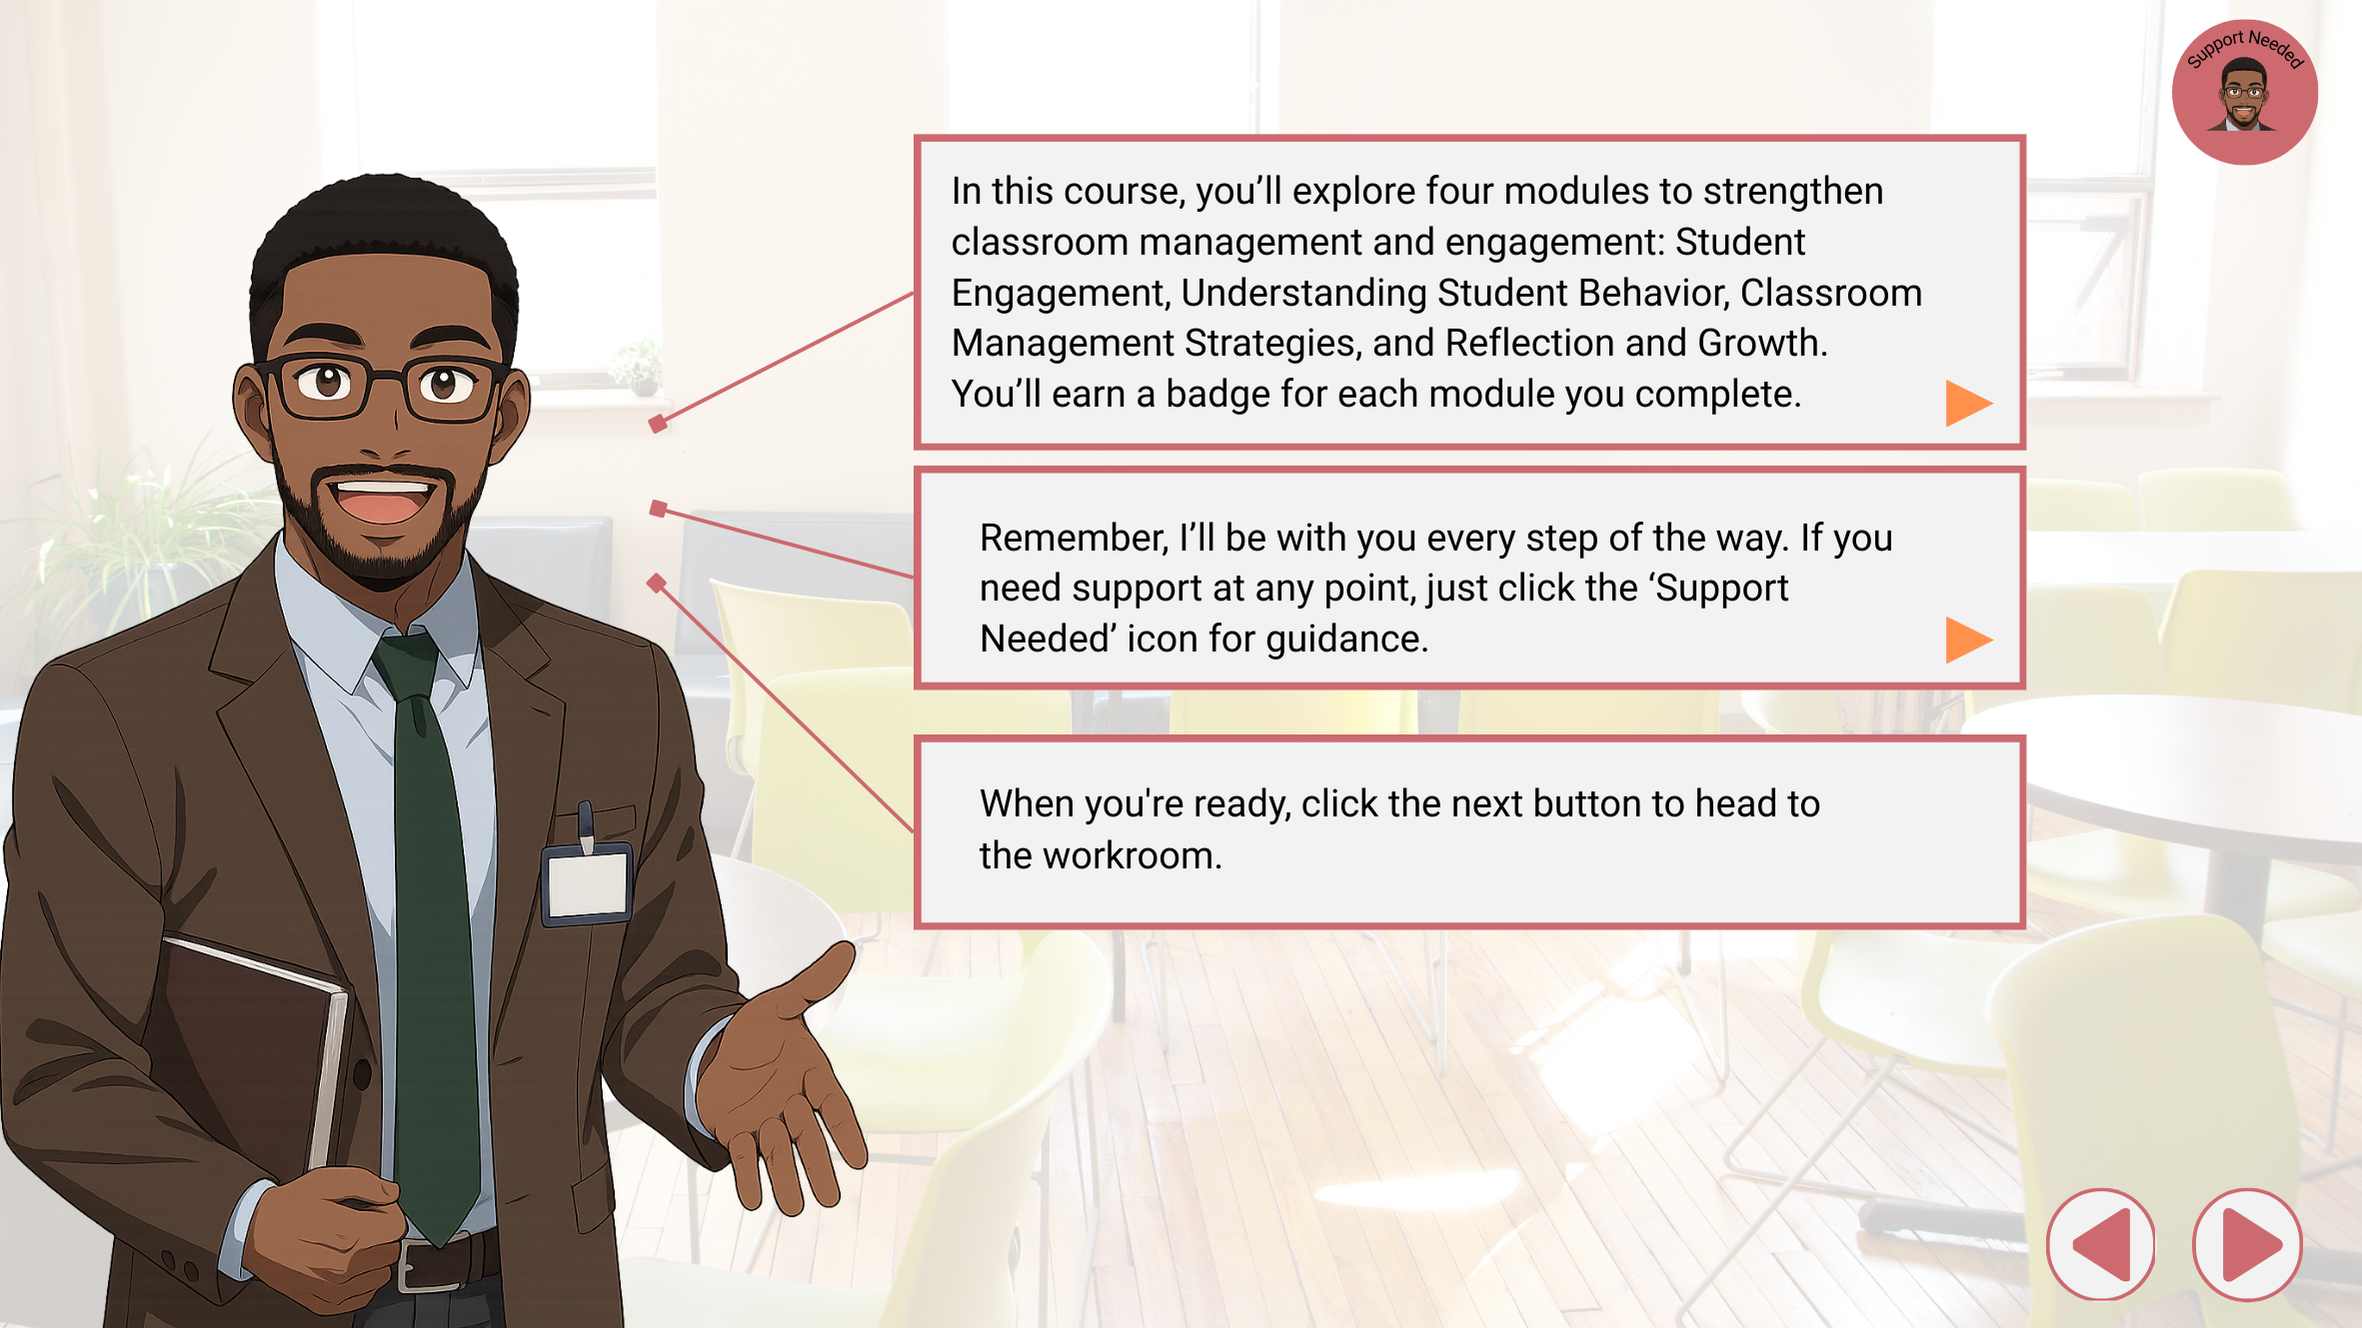 Support Needed
In this course, you’ll explore four modules to strengthen
classroom management and engagement: Student
Engagement, Understanding Student Behavior, Classroom
Management Strategies, and Reflection and Growth.
You’ll earn a badge for each module you complete.
Remember, I’ll be with you every step of the way. If you
need support at any point, just click the ‘Support
Needed’ icon for guidance.
When you're ready, click the next button to head to
the workroom.